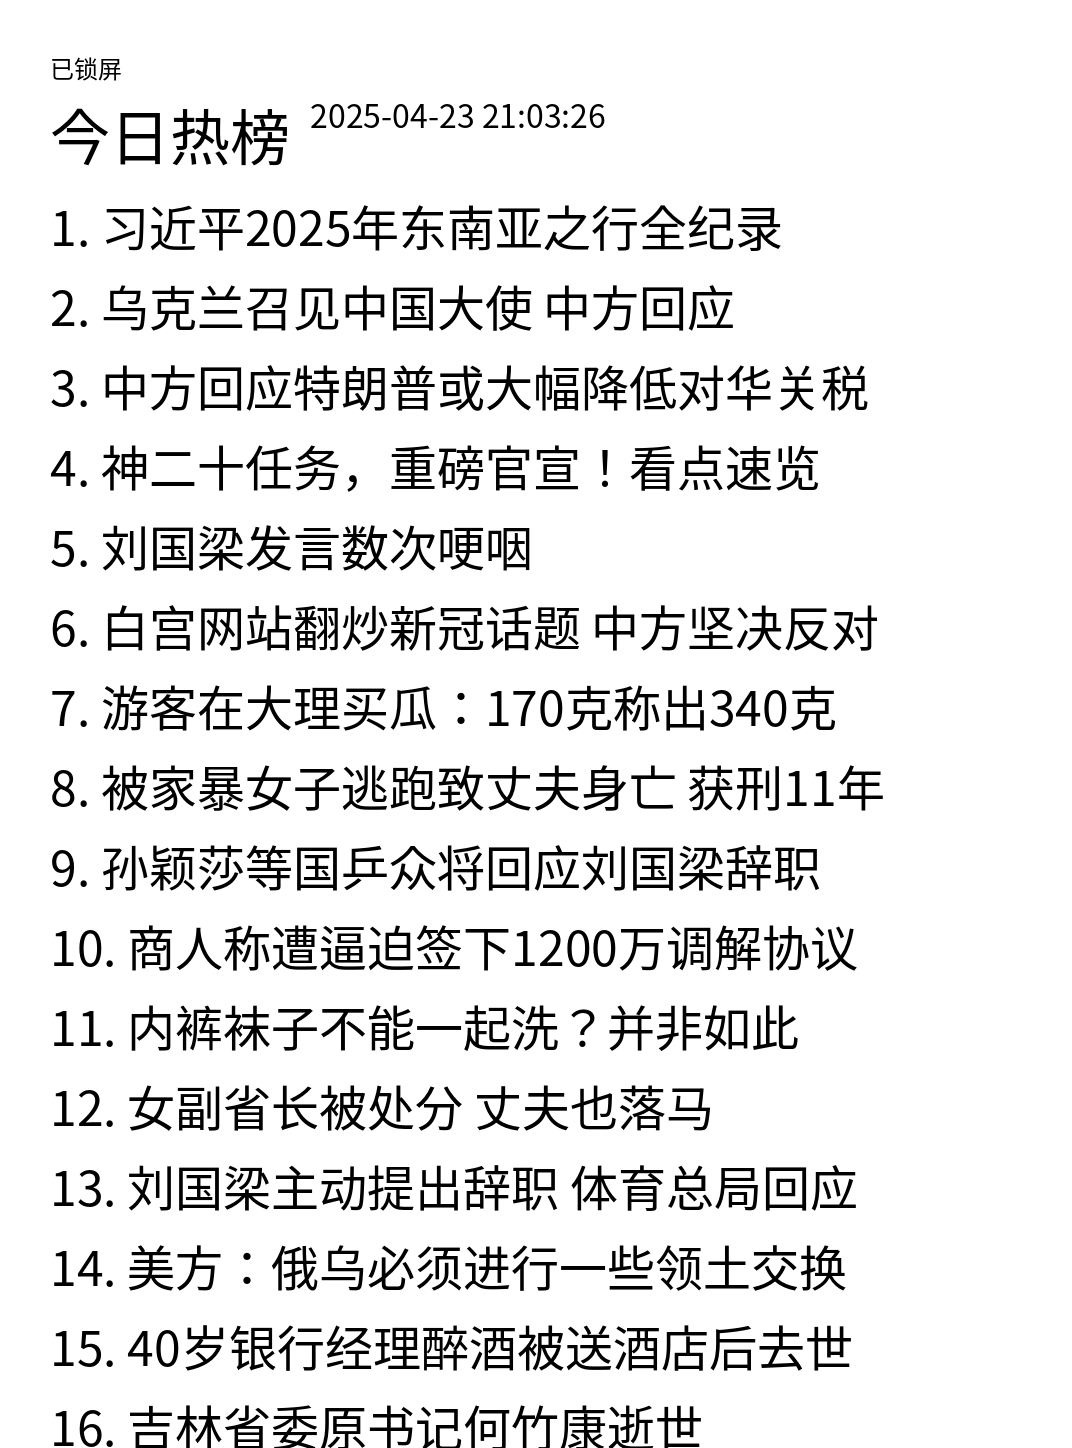 已锁屏
今日热榜 2025-04-23 21:03:26
1. 习近平2025年东南亚之行全纪录
2. 乌克兰召见中国大使 中方回应
3. 中方回应特朗普或大幅降低对华关税
4. 神二十任务，重磅官宣！看点速览
5. 刘国梁发言数次哽咽
6. 白宫网站翻炒新冠话题 中方坚决反对
7. 游客在大理买瓜：170克称出340克
8. 被家暴女子逃跑致丈夫身亡 获刑11年
9. 孙颖莎等国乒众将回应刘国梁辞职
10. 商人称遭逼迫签下1200万调解协议
11. 内裤袜子不能一起洗？并非如此
12. 女副省长被处分 丈夫也落马
13. 刘国梁主动提出辞职 体育总局回应
14. 美方：俄乌必须进行一些领土交换
15. 40岁银行经理醉酒被送酒店后去世
16. 吉林省委原书记何竹康逝世